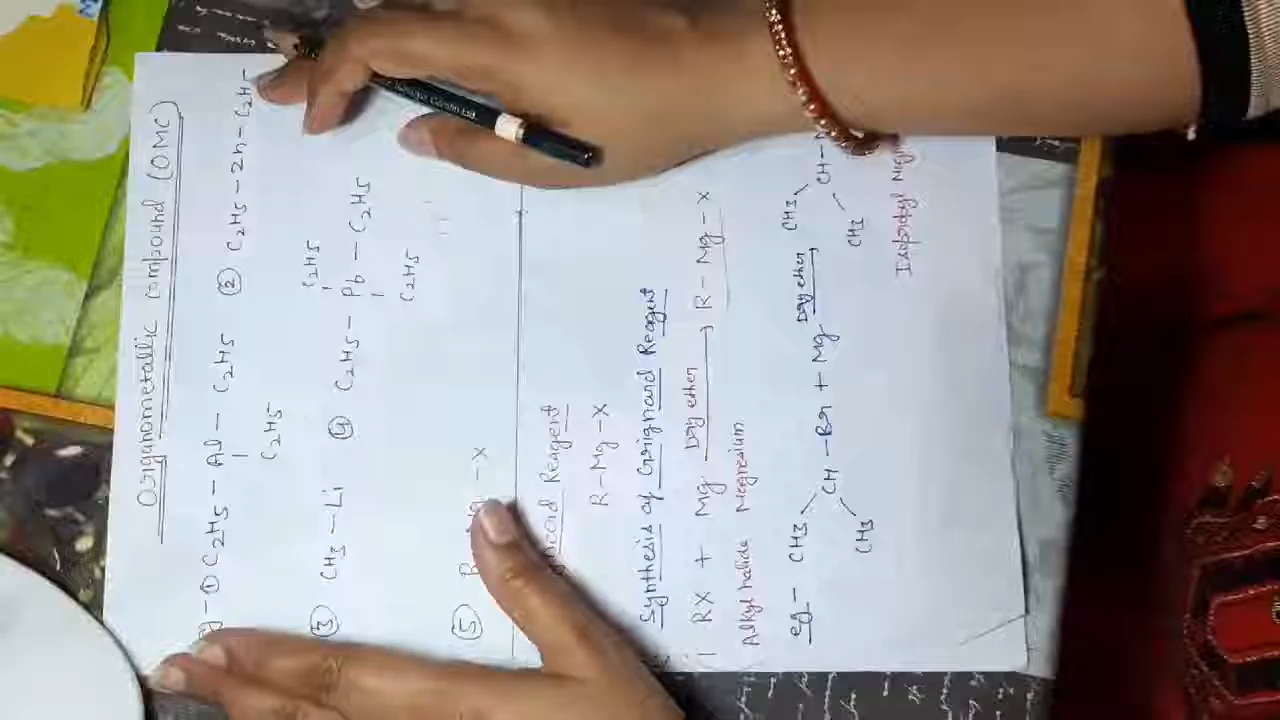 Organometallic compound (OMC)
① C2H5 - Al - C2H5 ② C2H5 - Zn - C2H5
C2H5
C2H5
③ CH3 - Li ④ C2H5 - Pb - C2H5
C2H5
⑤ - X
Reagent
R - Mg - X
Synthesis of Grignard Reagent
RX + Mg Dry ether → R - Mg - X
Alkyl halide Magnesium
CH3 CH3
eg - CH - Br + Mg Dry ether → CH -
CH3 CH3
Isopropyl